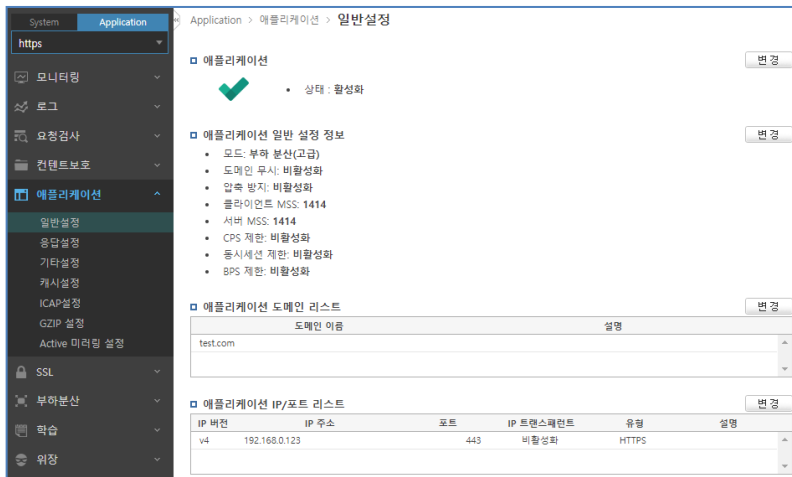 System
Application
https
모니터링
로그
요청검사
컨텐트보호
애플리케이션
일반설정
응답설정
기타설정
캐시설정
ICAP설정
GZIP 설정
Active 미러링 설정
SSL
부하분산
학습
위장
Application > 애플리케이션 > 일반설정
애플리케이션 변경
상태 : 활성화
애플리케이션 일반 설정 정보 변경
모드: 부하 분산(고급)
도메인 무시: 비활성화
압축 방지: 비활성화
클라이언트 MSS: 1414
서버 MSS: 1414
CPS 제한: 비활성화
동시세션 제한: 비활성화
BPS 제한: 비활성화
애플리케이션 도메인 리스트 변경
도메인 이름 설명
test.com
애플리케이션 IP/포트 리스트 변경
IP 버전 IP 주소 포트 IP 트랜스패런트 유형 설명
v4 192.168.0.123 443 비활성화 HTTPS